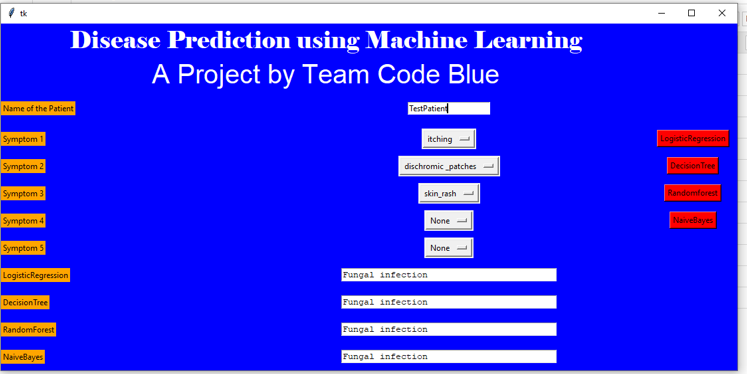 tk
Disease Prediction using Machine Learning
A Project by Team Code Blue
Name of the Patient TestPatient
Symptom 1 itching LogisticRegression
Symptom 2 dischromic _patches DecisionTree
Symptom 3 skin_rash Randomforest
Symptom 4 None NaiveBayes
Symptom 5 None
LogisticRegression Fungal infection
DecisionTree Fungal infection
RandomForest Fungal infection
NaiveBayes Fungal infection